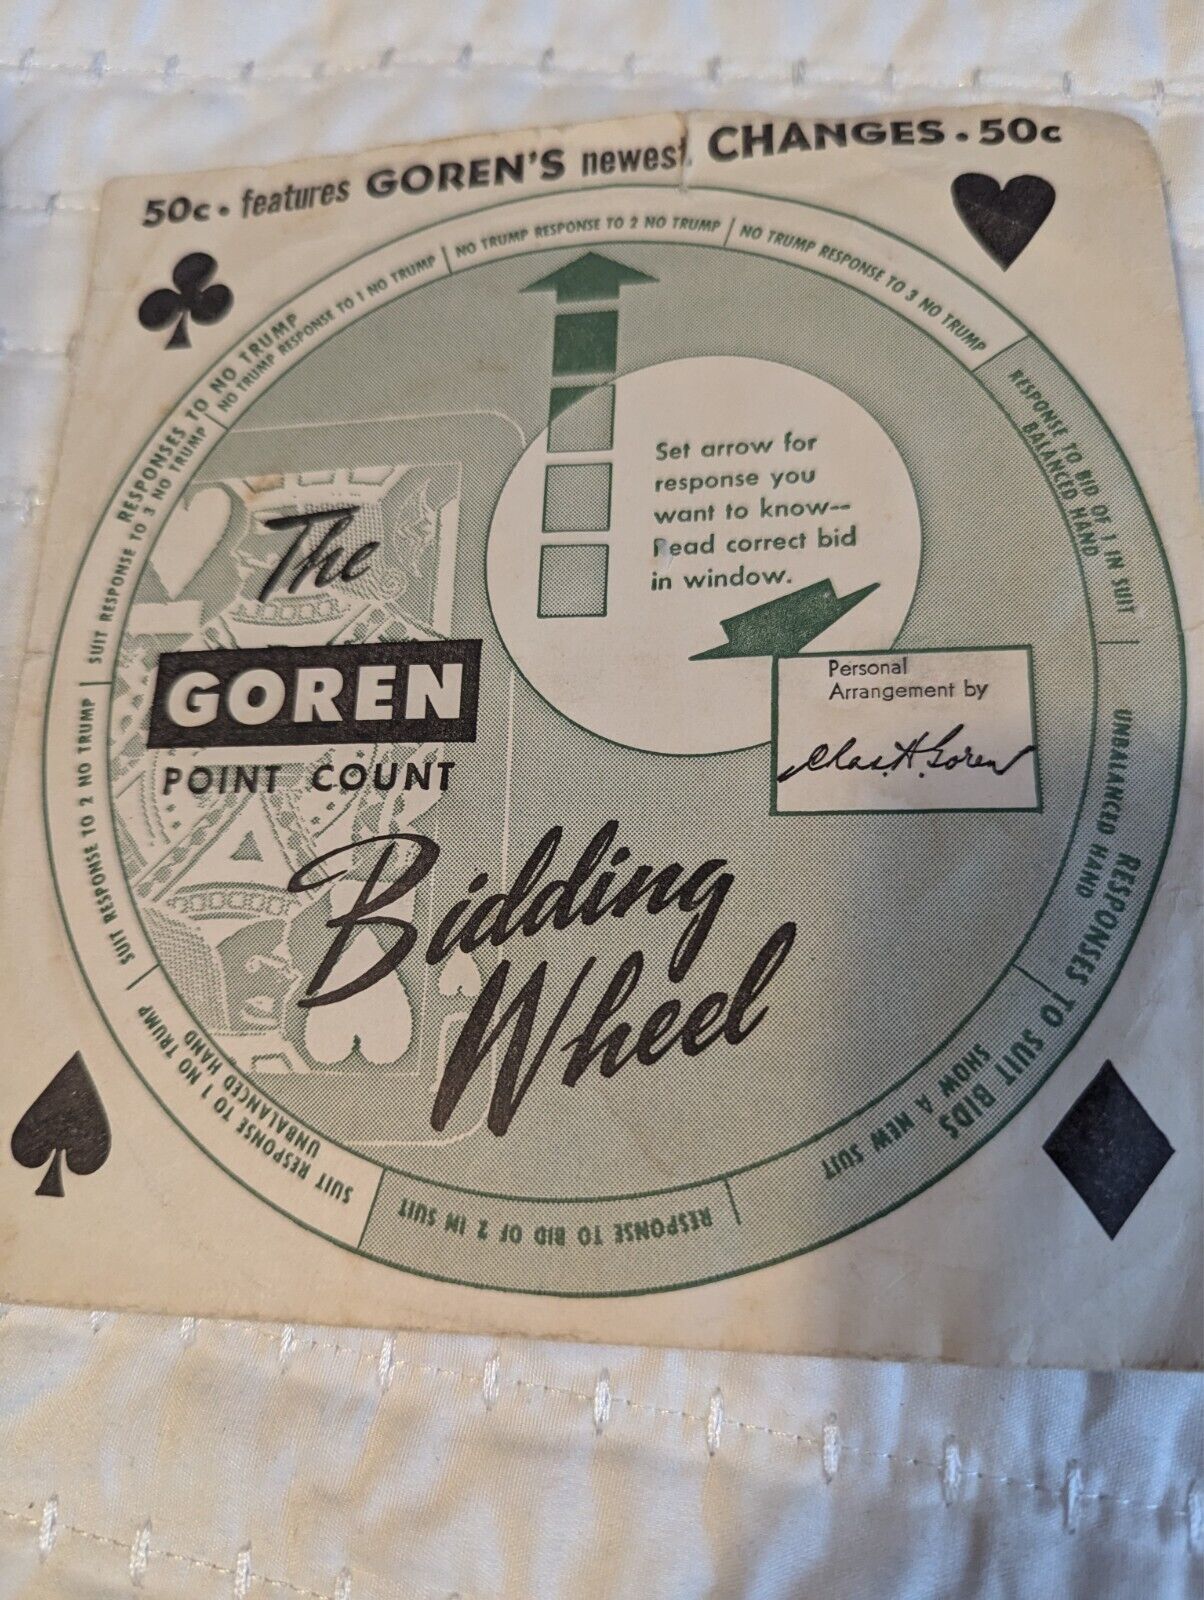 50c • features GOREN'S newest CHANGES • 50c
RESPONSES TO NO TRUMP
NO TRUMP RESPONSE TO 1 NO TRUMP
NO TRUMP RESPONSE TO 2 NO TRUMP
NO TRUMP RESPONSE TO 3 NO TRUMP
RESPONSE TO BID OF 1 IN SUIT
BALANCED HAND
UNBALANCED HAND
RESPONSES TO SUIT BIDS
SHOW A NEW SUIT
RESPONSE TO BID OF 2 IN SUIT
SUIT RESPONSE TO 1 NO TRUMP
UNBALANCED HAND
SUIT RESPONSE TO 2 NO TRUMP
SUIT RESPONSE TO 3 NO TRUMP
Set arrow for
response you
want to know--
Read correct bid
in window.
Personal
Arrangement by
Chas. H. Goren
The
GOREN
POINT COUNT
Bidding
Wheel